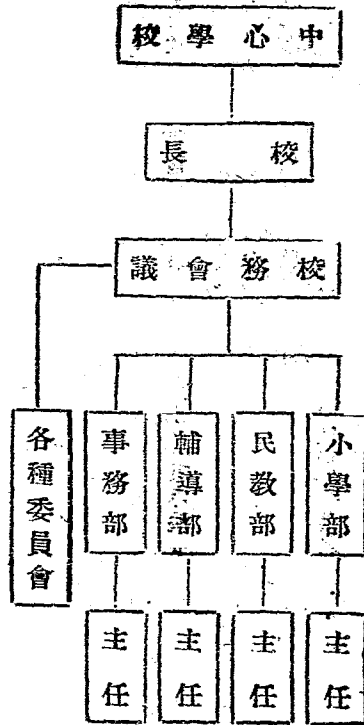 中心學校
校長
校務會議
小學部
民教部
輔導部
事務部
各種委員會
主任
主任
主任
主任